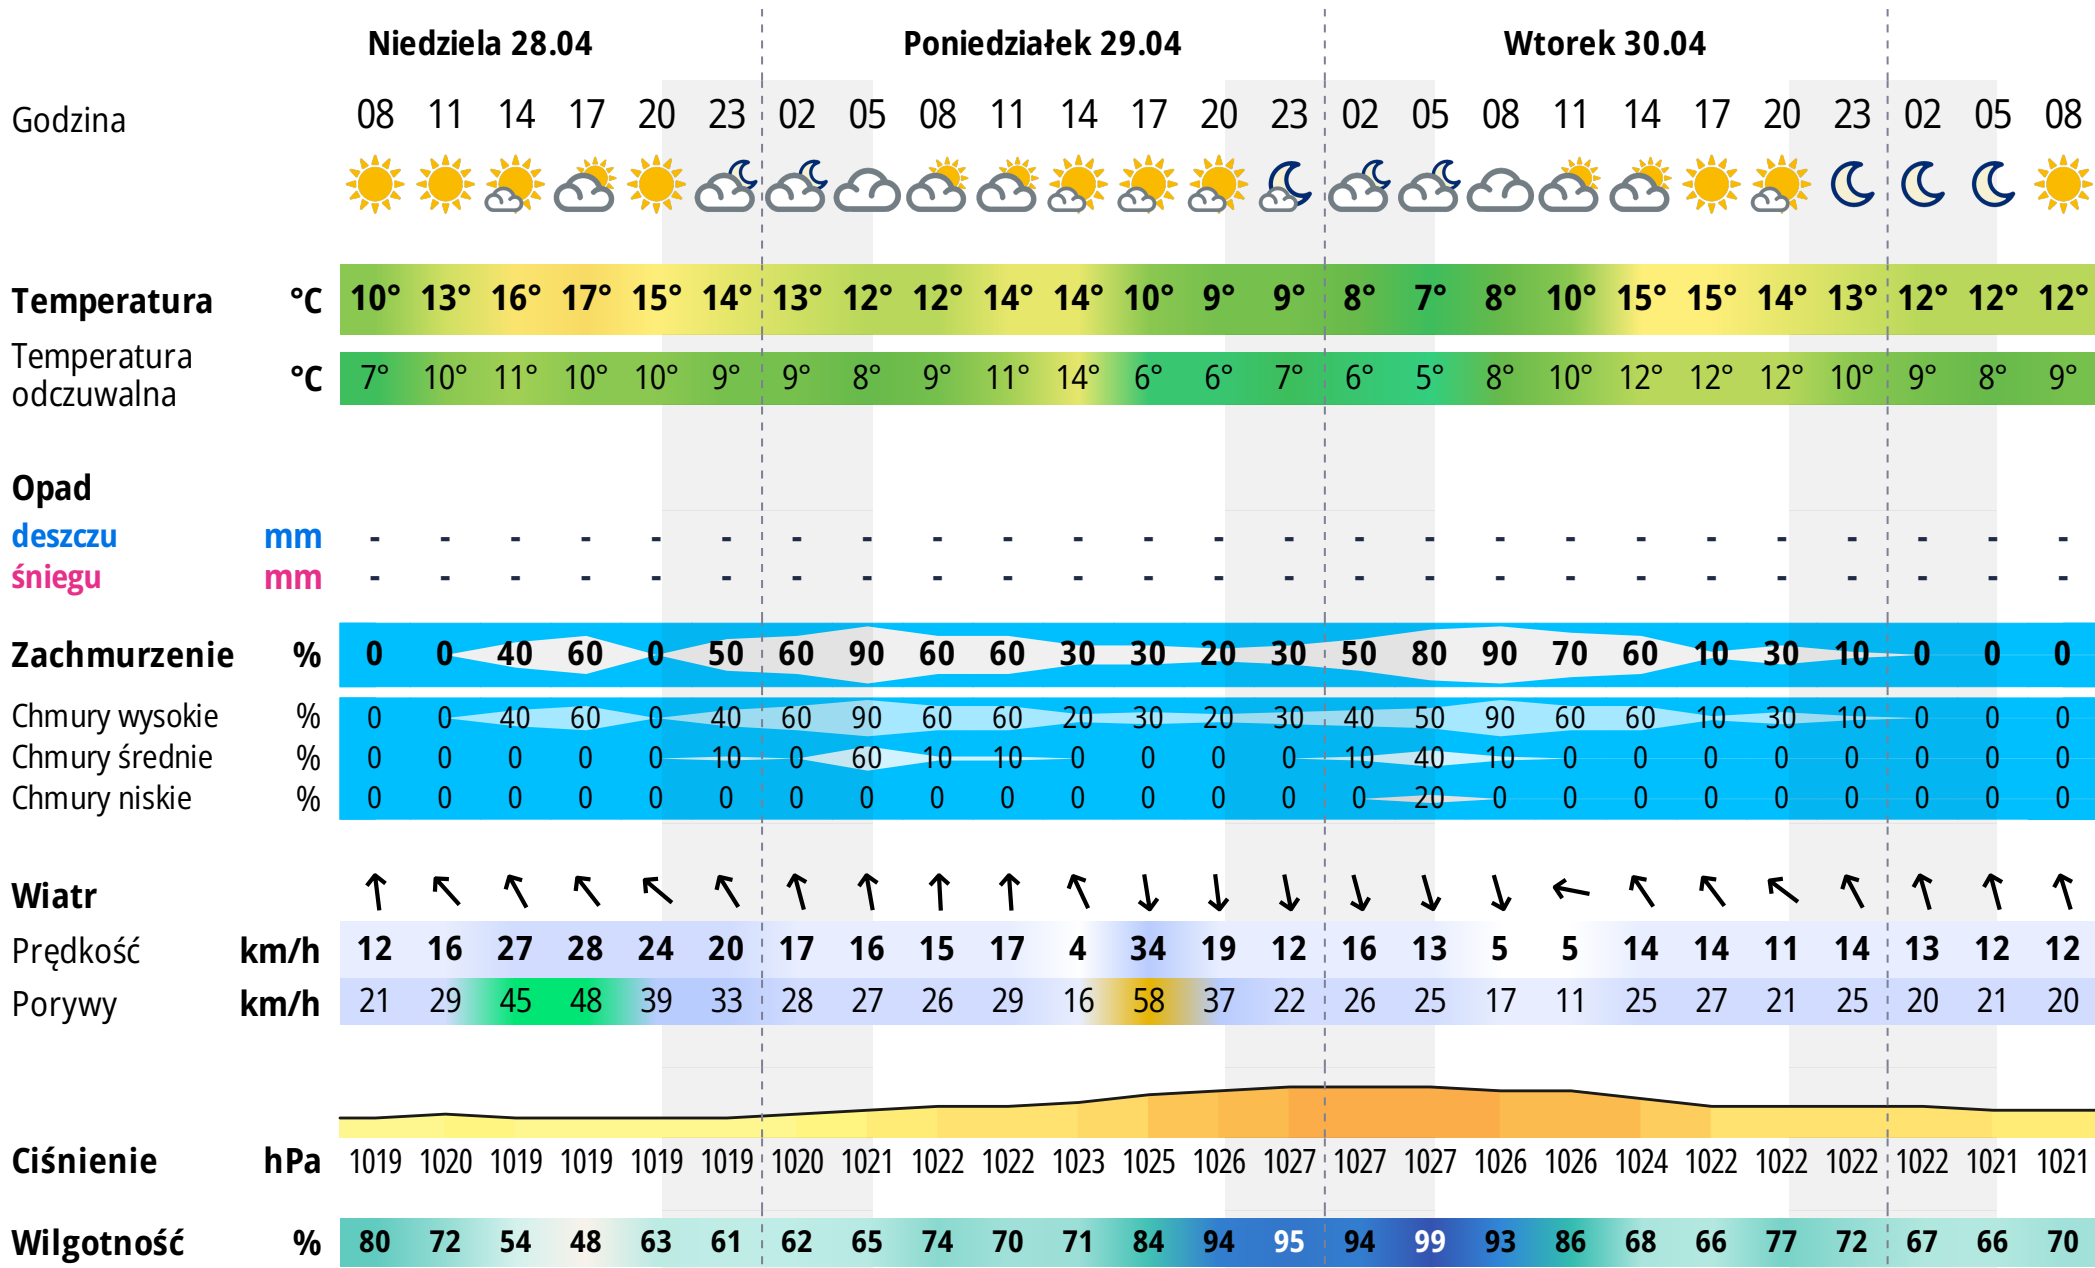 Niedziela 28.04 Poniedziałek 29.04 Wtorek 30.04
Godzina 08 11 14 17 20 23 02 05 08 11 14 17 20 23 02 05 08 11 14 17 20 23 02 05 08
Temperatura °C 10° 13° 16° 17° 15° 14° 13° 12° 12° 14° 14° 10° 9° 9° 8° 7° 8° 10° 15° 15° 14° 13° 12° 12° 12°
Temperatura
odczuwalna °C 7° 10° 11° 10° 10° 9° 9° 8° 9° 11° 14° 6° 6° 7° 6° 5° 8° 10° 12° 12° 12° 10° 9° 8° 9°
Opad
deszczu mm - - - - - - - - - - - - - - - - - - - - - - - - -
śniegu mm - - - - - - - - - - - - - - - - - - - - - - - - -
Zachmurzenie % 0 0 40 60 0 50 60 90 60 60 30 30 20 30 50 80 90 70 60 10 30 10 0 0 0
Chmury wysokie % 0 0 40 60 0 40 60 90 60 60 20 30 20 30 40 50 90 60 60 10 30 10 0 0 0
Chmury średnie % 0 0 0 0 0 10 0 60 10 10 0 0 0 0 10 40 10 0 0 0 0 0 0 0 0
Chmury niskie % 0 0 0 0 0 0 0 0 0 0 0 0 0 0 0 20 0 0 0 0 0 0 0 0 0
Wiatr
Prędkość km/h 12 16 27 28 24 20 17 16 15 17 4 34 19 12 16 13 5 5 14 14 11 14 13 12 12
Porywy km/h 21 29 45 48 39 33 28 27 26 29 16 58 37 22 26 25 17 11 25 27 21 25 20 21 20
Ciśnienie hPa 1019 1020 1019 1019 1019 1019 1020 1021 1022 1022 1023 1025 1026 1027 1027 1027 1026 1026 1024 1022 1022 1022 1022 1021 1021
Wilgotność % 80 72 54 48 63 61 62 65 74 70 71 84 94 95 94 99 93 86 68 66 77 72 67 66 70